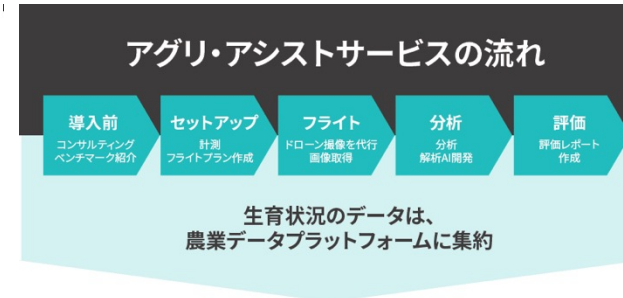 アグリ・アシストサービスの流れ
導入前
コンサルティング
ベンチマーク紹介
セットアップ
計測
フライトプラン作成
フライト
ドローン撮像を代行
画像取得
分析
分析
解析AI開発
評価
評価レポート
作成
生育状況のデータは、
農業データプラットフォームに集約